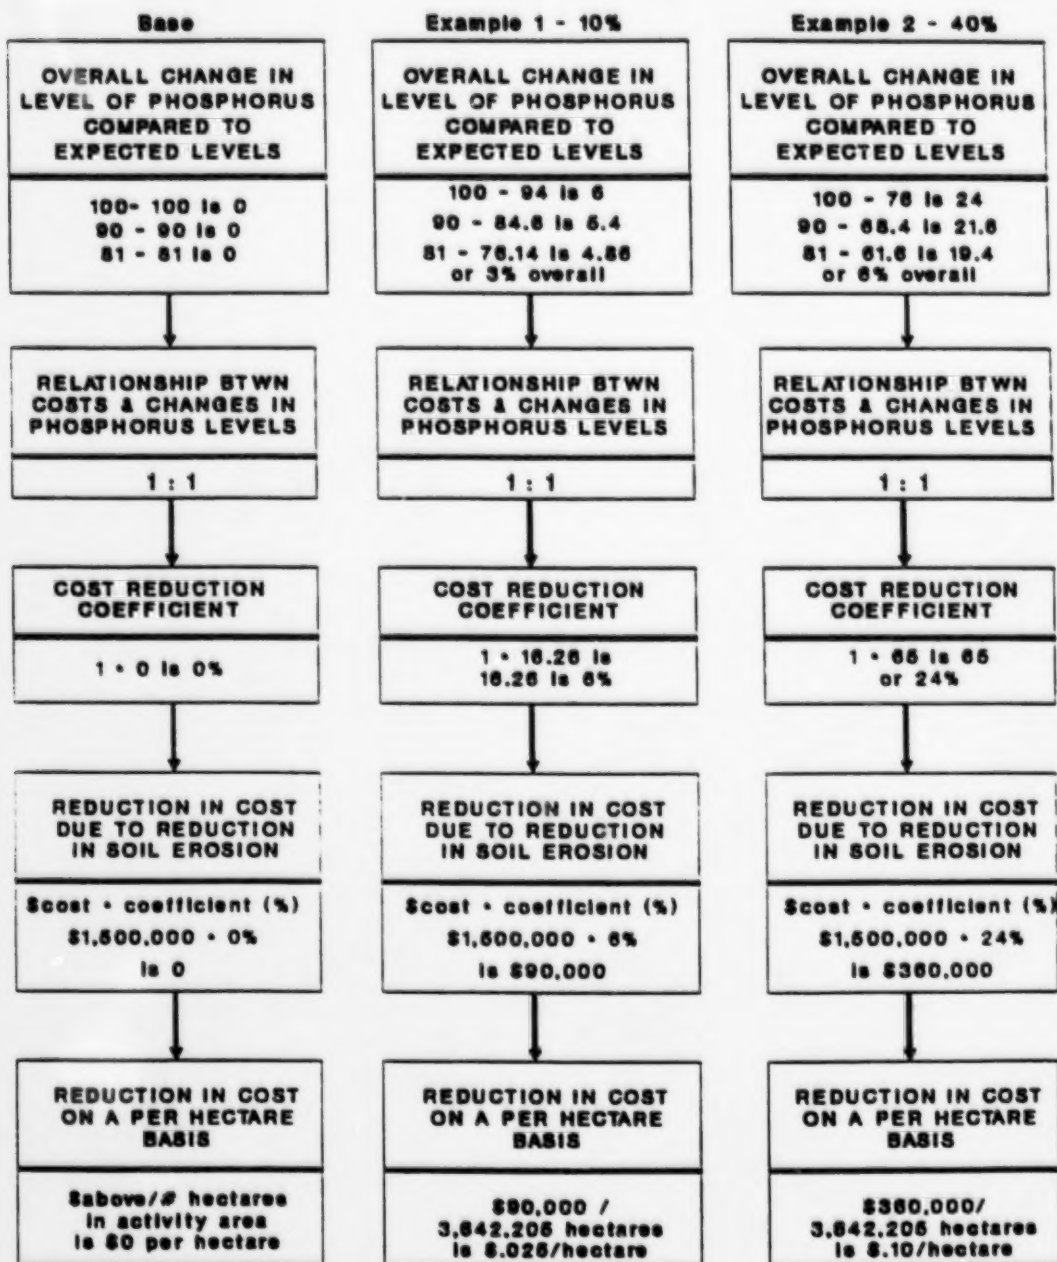 Base
OVERALL CHANGE IN
LEVEL OF PHOSPHORUS
COMPARED TO
EXPECTED LEVELS
100- 100 is 0
90 - 90 is 0
81 - 81 is 0
RELATIONSHIP BTWN
COSTS & CHANGES IN
PHOSPHORUS LEVELS
1 : 1
COST REDUCTION
COEFFICIENT
1 * 0 is 0%
REDUCTION IN COST
DUE TO REDUCTION
IN SOIL EROSION
$cost * coefficient (%)
$1,500,000 * 0%
is 0
REDUCTION IN COST
ON A PER HECTARE
BASIS
$above/# hectares
in activity area
is $0 per hectare
Example 1 - 10%
OVERALL CHANGE IN
LEVEL OF PHOSPHORUS
COMPARED TO
EXPECTED LEVELS
100 - 94 is 6
90 - 84.6 is 5.4
81 - 76.14 is 4.86
or 3% overall
RELATIONSHIP BTWN
COSTS & CHANGES IN
PHOSPHORUS LEVELS
1 : 1
COST REDUCTION
COEFFICIENT
1 * 16.25 is
16.25 is 6%
REDUCTION IN COST
DUE TO REDUCTION
IN SOIL EROSION
$cost * coefficient (%)
$1,500,000 * 6%
is $90,000
REDUCTION IN COST
ON A PER HECTARE
BASIS
$90,000 /
3,642,205 hectares
is $.025/hectare
Example 2 - 40%
OVERALL CHANGE IN
LEVEL OF PHOSPHORUS
COMPARED TO
EXPECTED LEVELS
100 - 76 is 24
90 - 68.4 is 21.6
81 - 61.6 is 19.4
or 6% overall
RELATIONSHIP BTWN
COSTS & CHANGES IN
PHOSPHORUS LEVELS
1 : 1
COST REDUCTION
COEFFICIENT
1 * 65 is 65
or 24%
REDUCTION IN COST
DUE TO REDUCTION
IN SOIL EROSION
$cost * coefficient (%)
$1,500,000 * 24%
is $360,000
REDUCTION IN COST
ON A PER HECTARE
BASIS
$360,000/
3,642,205 hectares
is $.10/hectare